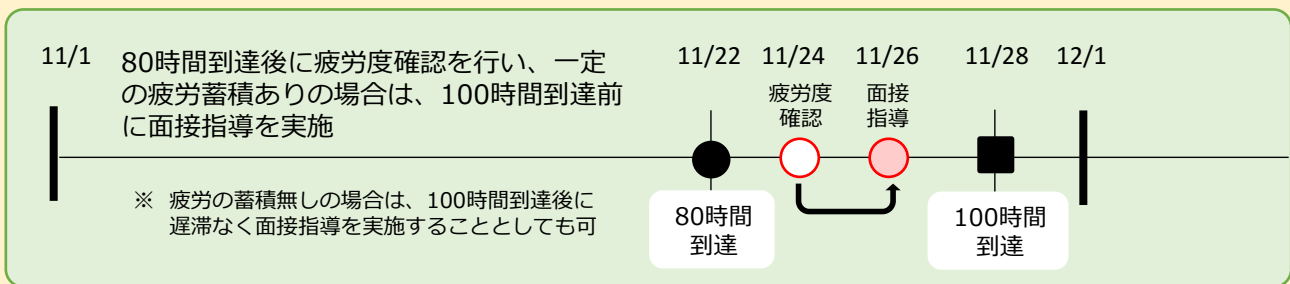 11/1
80時間到達後に疲労度確認を行い、一定
の疲労蓄積ありの場合は、100時間到達前
に面接指導を実施
※ 疲労の蓄積無しの場合は、100時間到達後に
遅滞なく面接指導を実施することとしても可
11/22 11/24 11/26 11/28 12/1
疲労度
確認
面接
指導
80時間
到達
100時間
到達